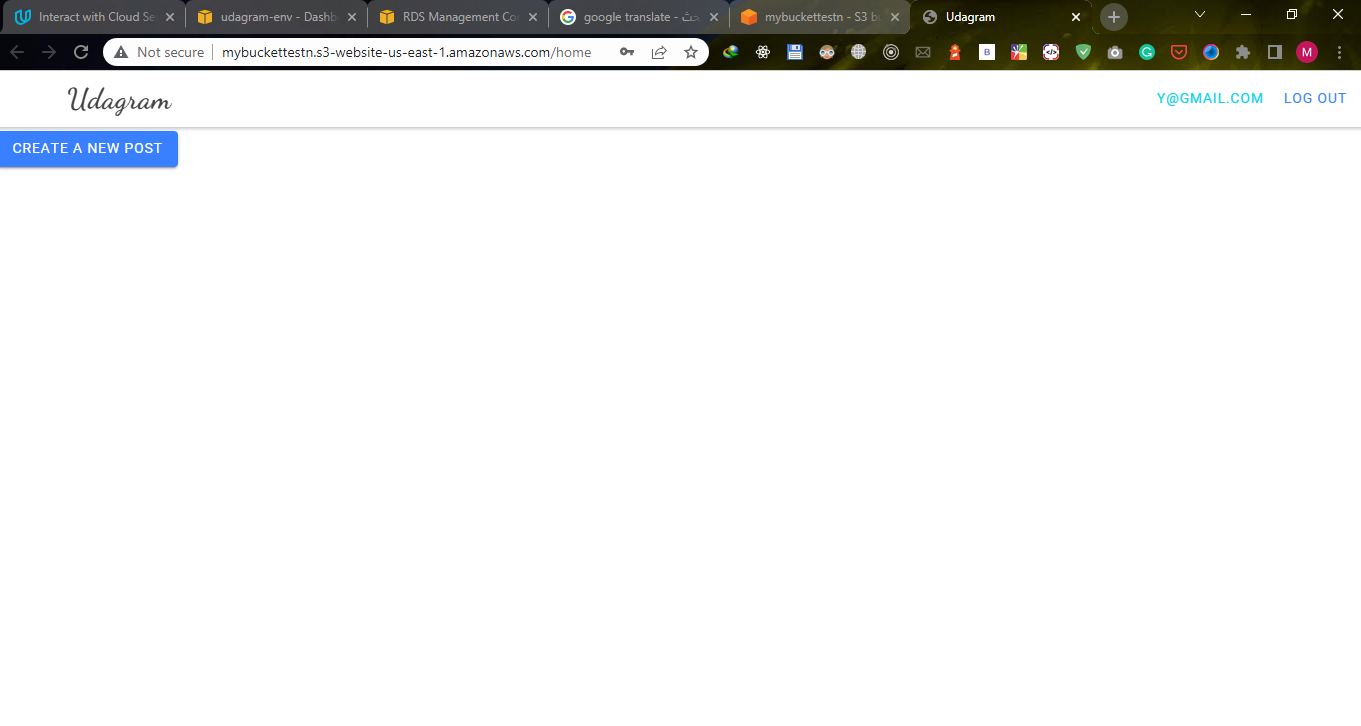 Interact with Cloud Se
udagram-env - Dashb
RDS Management Co
google translate - بحث
mybuckettestn - S3 b
Udagram
Not secure
mybuckettestn.s3-website-us-east-1.amazonaws.com/home
B
G
M
Udagram
Y@GMAIL.COM
LOG OUT
CREATE A NEW POST